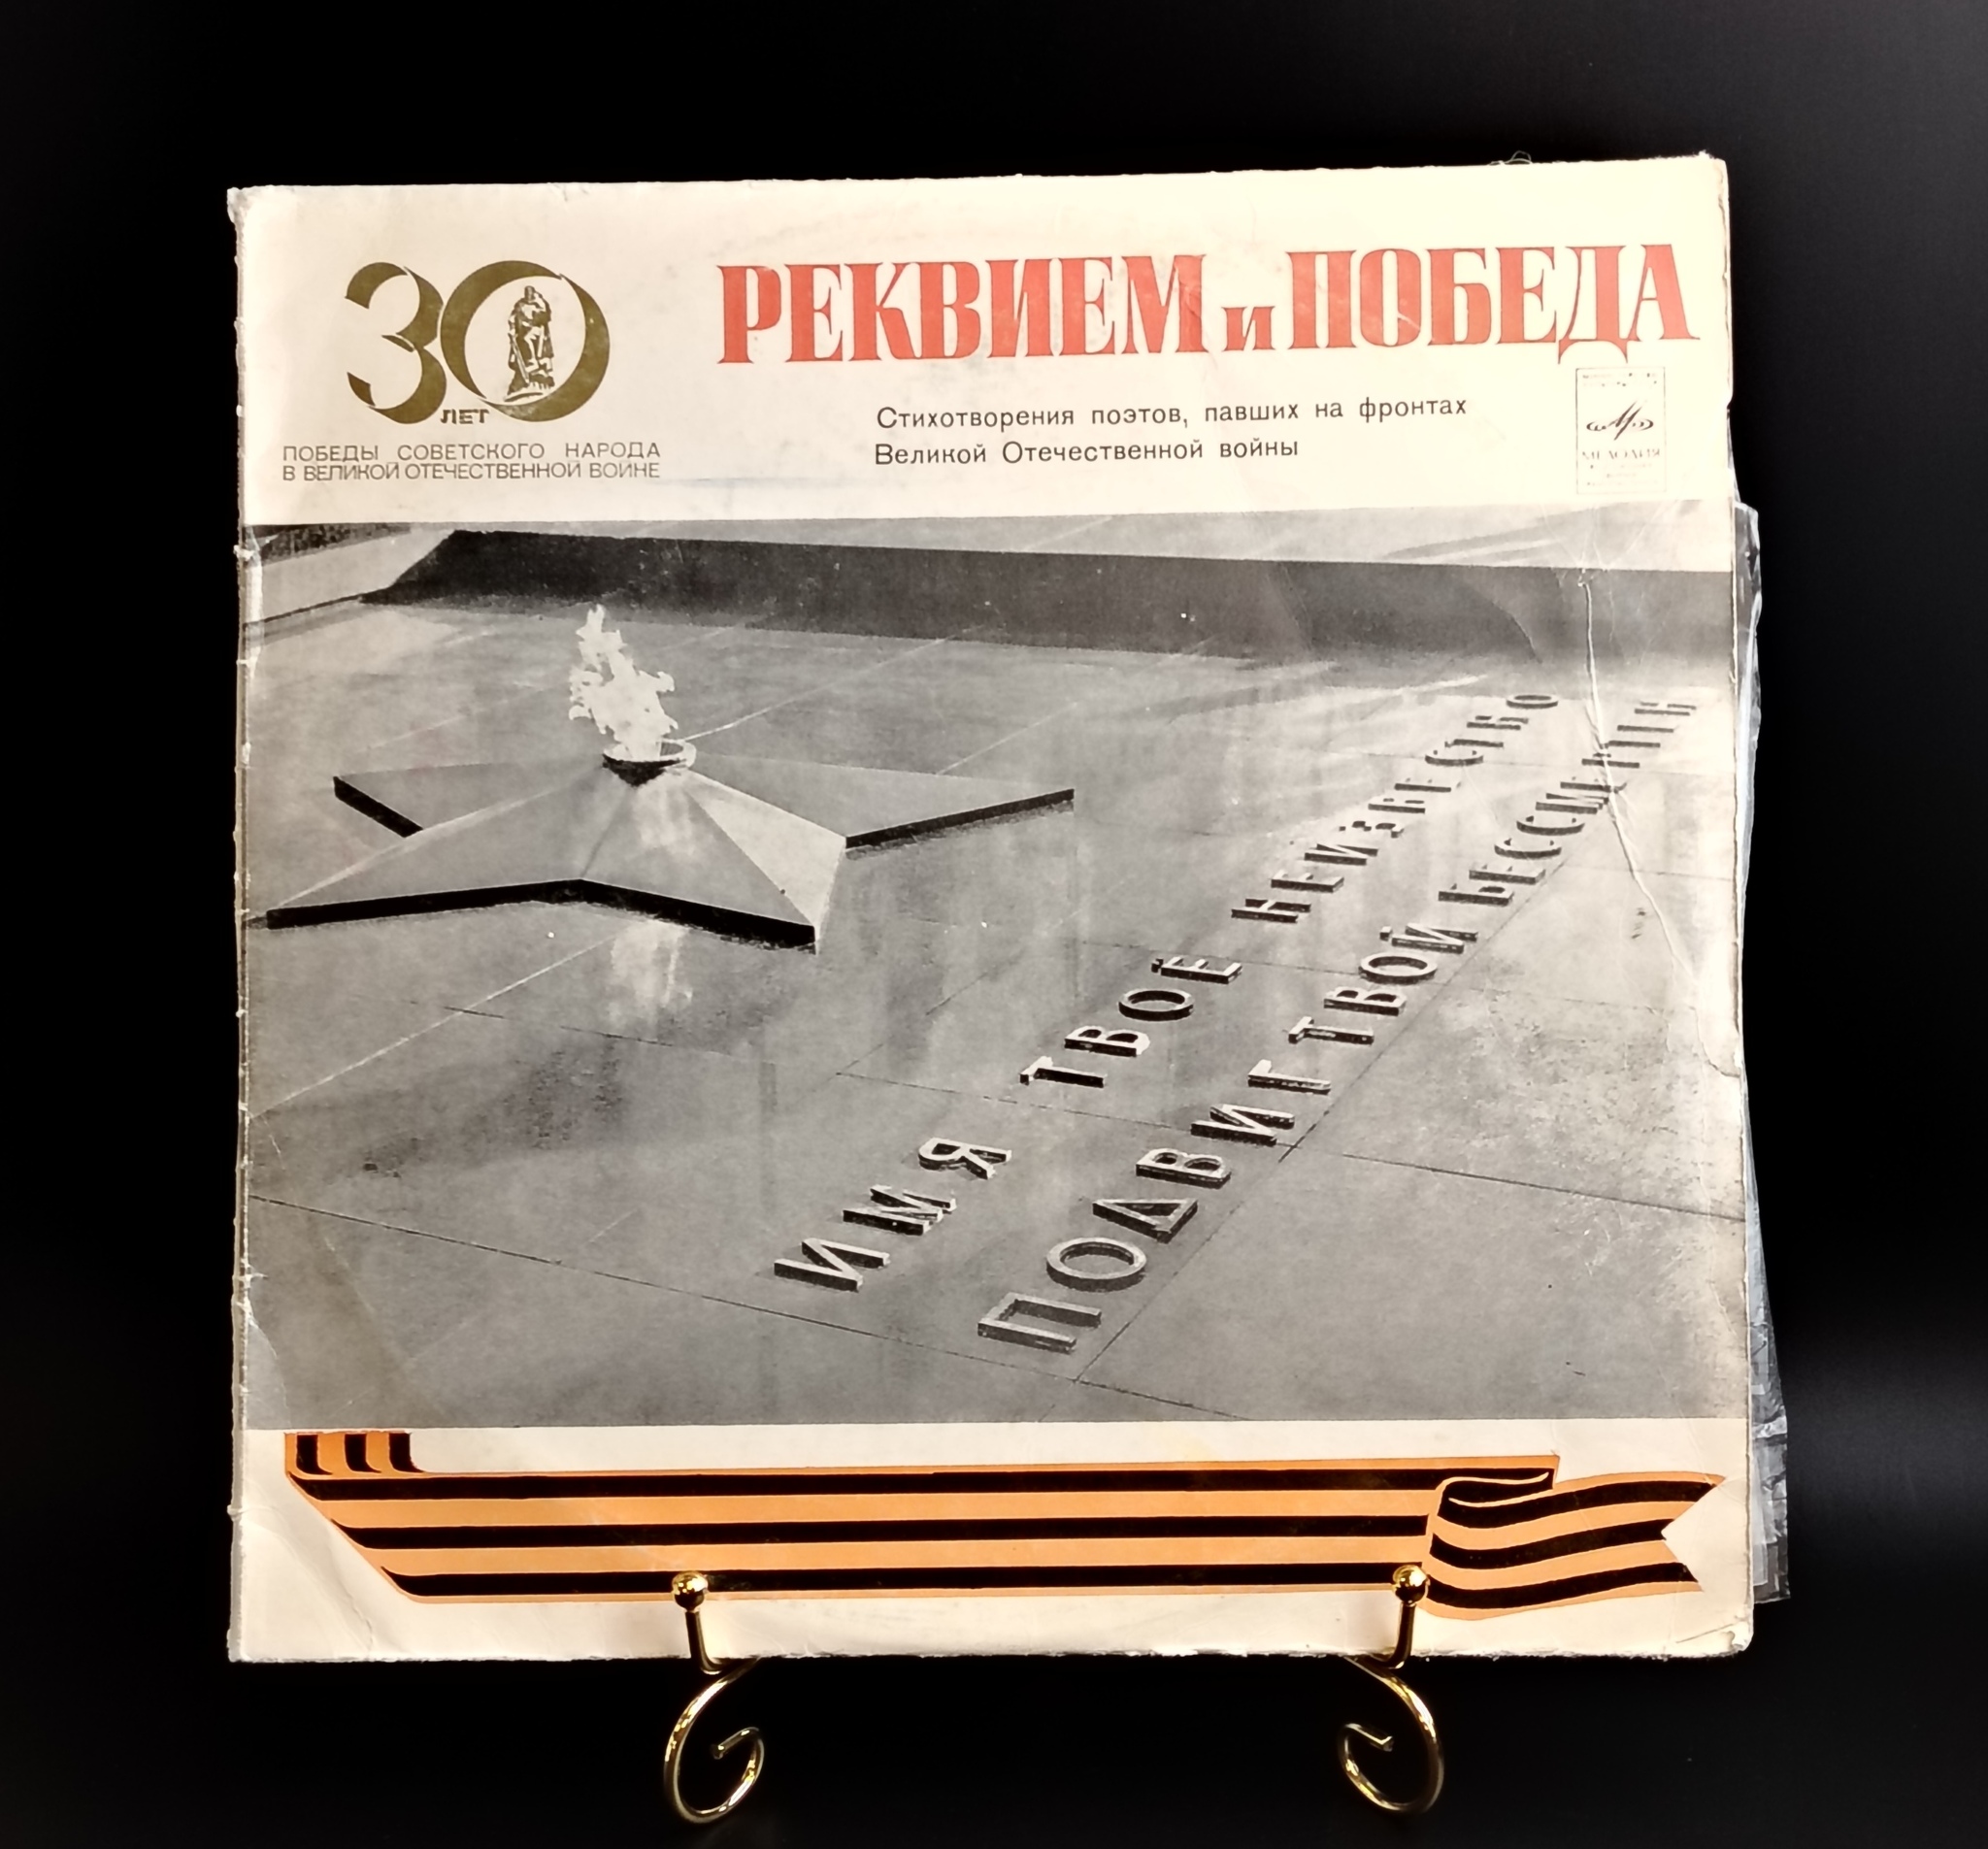 30
ЛЕТ
ПОБЕДЫ СОВЕТСКОГО НАРОДА
В ВЕЛИКОЙ ОТЕЧЕСТВЕННОЙ ВОЙНЕ
РЕКВИЕМ и ПОБЕДА
Стихотворения поэтов, павших на фронтах
Великой Отечественной войны
МЕЛОДИЯ
ИМЯ ТВОЁ НЕИЗВЕСТНО
ПОДВИГ ТВОЙ БЕССМЕРТЕН